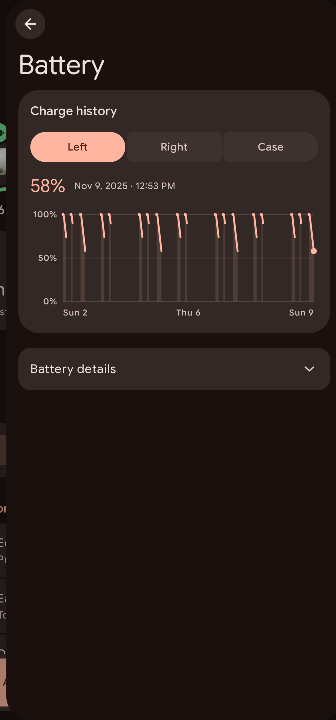 Battery
Charge history
Left Right Case
58% Nov 9, 2025 · 12:53 PM
100%
50%
0%
Sun 2 Thu 6 Sun 9
Battery details